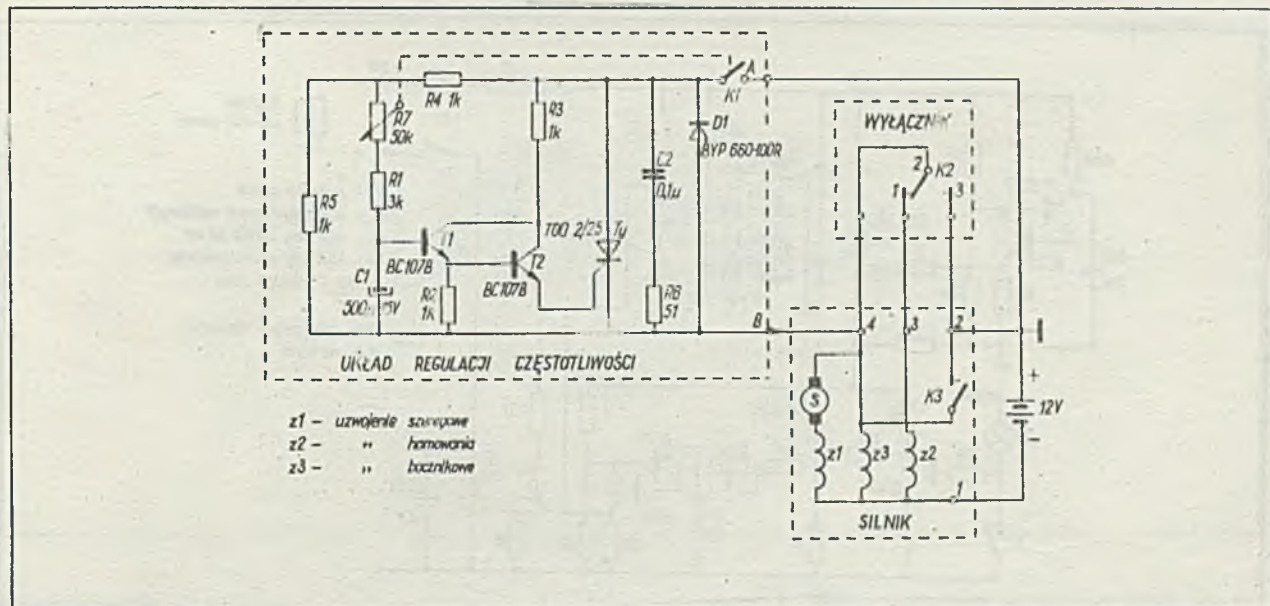 R4 1k
R7
50k
R3
1k
K1
A
D1
BYP 660-100R
WYŁĄCZNIK
2
K2
1
3
R1
3k
C2
0,1u
R5
1k
T1
BC107B
T00 2/25
Ty
T2
BC107B
C1
R2
1K
R6
51
B
4
3
2
UKŁAD REGULACJI CZĘSTOTLIWOŚCI
S
K3
+
12V
-
z1 - uzwojenie szeregowe
z2 - " hamowania
z3 - " bocznikowe
z1
z3
z2
1
SILNIK